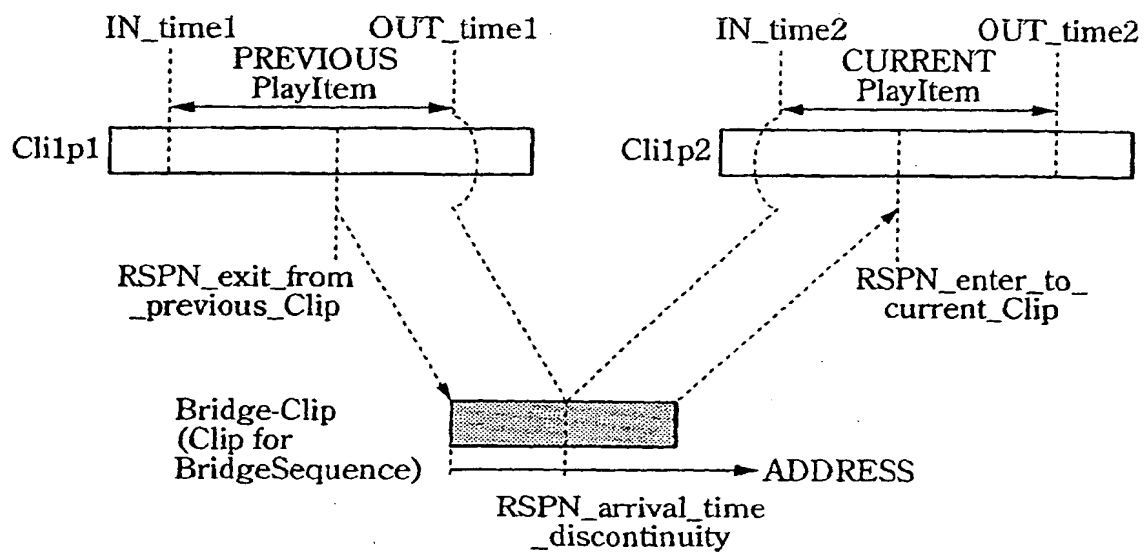 IN_time1
OUT_time1
IN_time2
OUT_time2
PREVIOUS
PlayItem
CURRENT
PlayItem
Cli1p1
Cli1p2
RSPN_exit_from
_previous_Clip
RSPN_enter_to_
current_Clip
Bridge-Clip
(Clip for
BridgeSequence)
ADDRESS
RSPN_arrival_time
_discontinuity